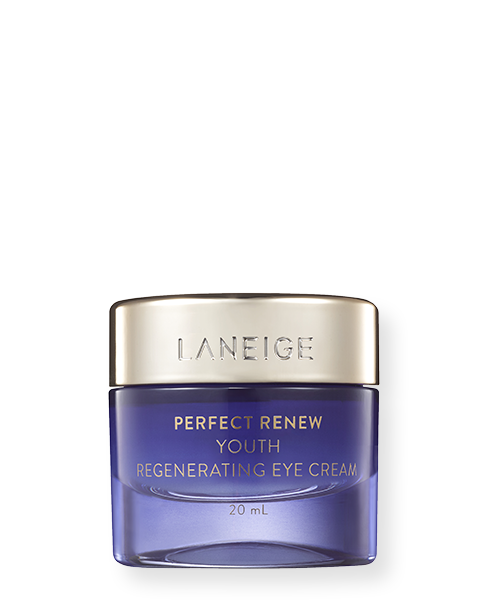 LANEIGE
PERFECT RENEW
YOUTH
REGENERATING EYE CREAM
20 mL